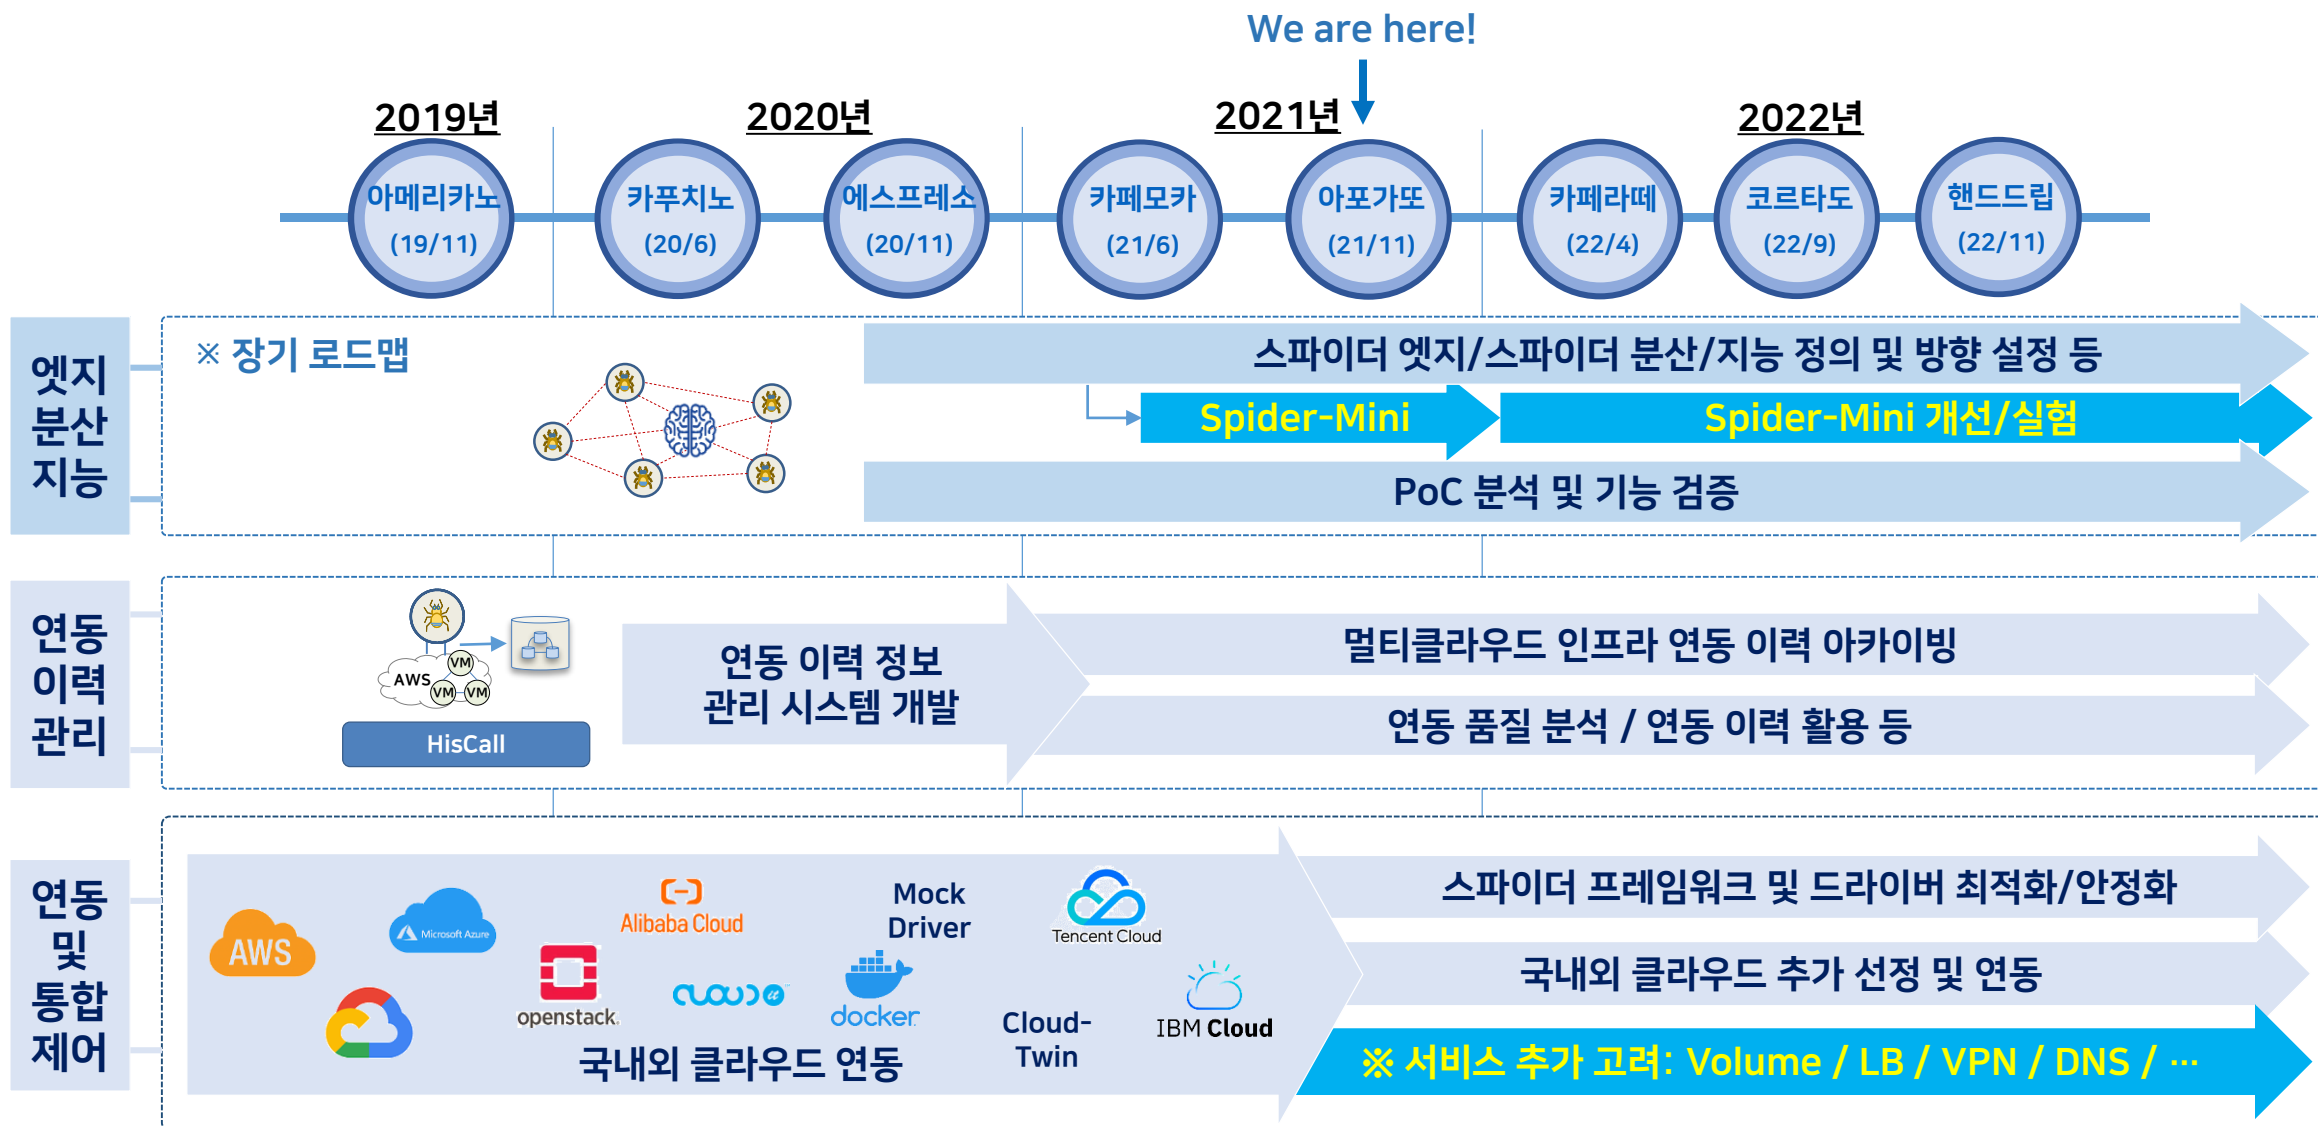 We are here!
2019년
2020년
2021년
2022년
아메리카노
(19/11)
카푸치노
(20/6)
에스프레소
(20/11)
카페모카
(21/6)
아포가또
(21/11)
카페라떼
(22/4)
코르타도
(22/9)
핸드드립
(22/11)
엣지
분산
지능
※ 장기 로드맵
스파이더 엣지/스파이더 분산/지능 정의 및 방향 설정 등
Spider-Mini
Spider-Mini 개선/실험
PoC 분석 및 기능 검증
연동
이력
관리
AWS
VM
VM
VM
HisCall
연동 이력 정보
관리 시스템 개발
멀티클라우드 인프라 연동 이력 아카이빙
연동 품질 분석 / 연동 이력 활용 등
연동
및
통합
제어
AWS
Microsoft Azure
openstack.
Alibaba Cloud
cloud it
Mock
Driver
docker
Tencent Cloud
Cloud-
Twin
IBM Cloud
국내외 클라우드 연동
스파이더 프레임워크 및 드라이버 최적화/안정화
국내외 클라우드 추가 선정 및 연동
※ 서비스 추가 고려: Volume / LB / VPN / DNS / ...